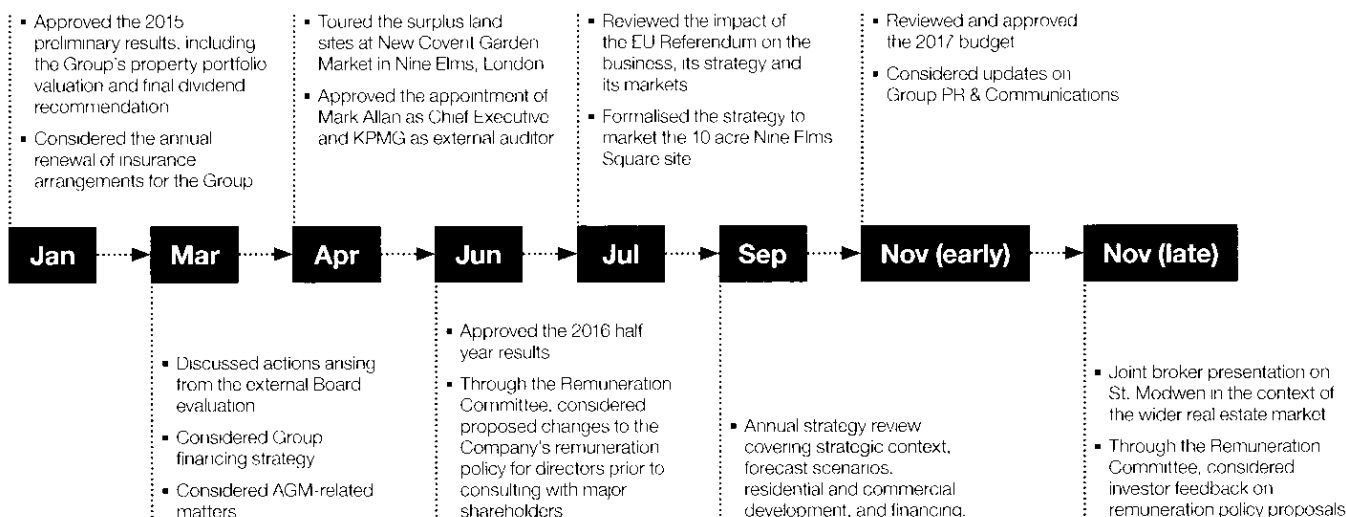 ▪ Approved the 2015
preliminary results, including
the Group's property portfolio
valuation and final dividend
recommendation
▪ Considered the annual
renewal of insurance
arrangements for the Group
▪ Toured the surplus land
sites at New Covent Garden
Market in Nine Elms, London
▪ Approved the appointment of
Mark Allan as Chief Executive
and KPMG as external auditor
▪ Reviewed the impact of
the EU Referendum on the
business, its strategy and
its markets
▪ Formalised the strategy to
market the 10 acre Nine Elms
Square site
▪ Reviewed and approved
the 2017 budget
▪ Considered updates on
Group PR & Communications
Jan
Mar
Apr
Jun
Jul
Sep
Nov (early)
Nov (late)
▪ Discussed actions arising
from the external Board
evaluation
▪ Considered Group
financing strategy
▪ Considered AGM-related
matters
▪ Approved the 2016 half
year results
▪ Through the Remuneration
Committee, considered
proposed changes to the
Company's remuneration
policy for directors prior to
consulting with major
shareholders
▪ Annual strategy review
covering strategic context,
forecast scenarios,
residential and commercial
development, and financing.
▪ Joint broker presentation on
St. Modwen in the context of
the wider real estate market
▪ Through the Remuneration
Committee, considered
investor feedback on
remuneration policy proposals